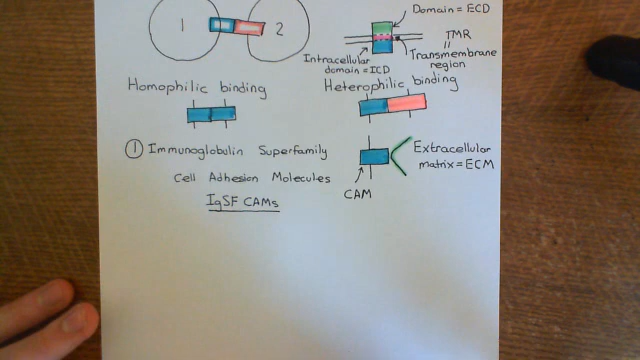 1
2
Domain = ECD
TMR
=
Transmembrane
region
Intracellular
domain = ICD
Homophilic binding
Heterophilic binding
① Immunoglobulin Superfamily
Cell Adhesion Molecules
IgSF CAMs
Extracellular
matrix = ECM
CAM